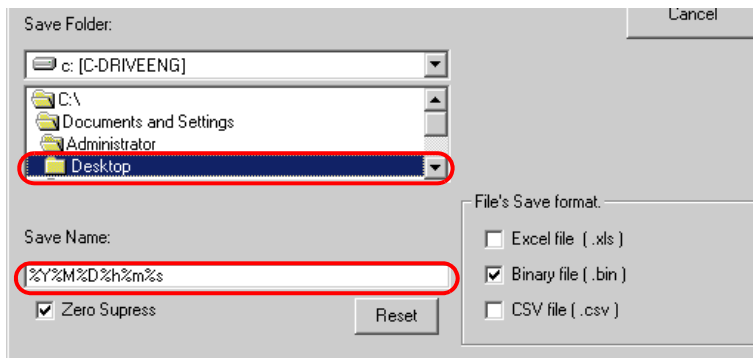 Save Folder:
Cancel
c: [C-DRIVEENG]
C:\
Documents and Settings
Administrator
Desktop
File's Save format.
Save Name:
Excel file ( .xls )
%Y%M%D%h%m%s
Binary file ( .bin )
Zero Supress
Reset
CSV file ( .csv )